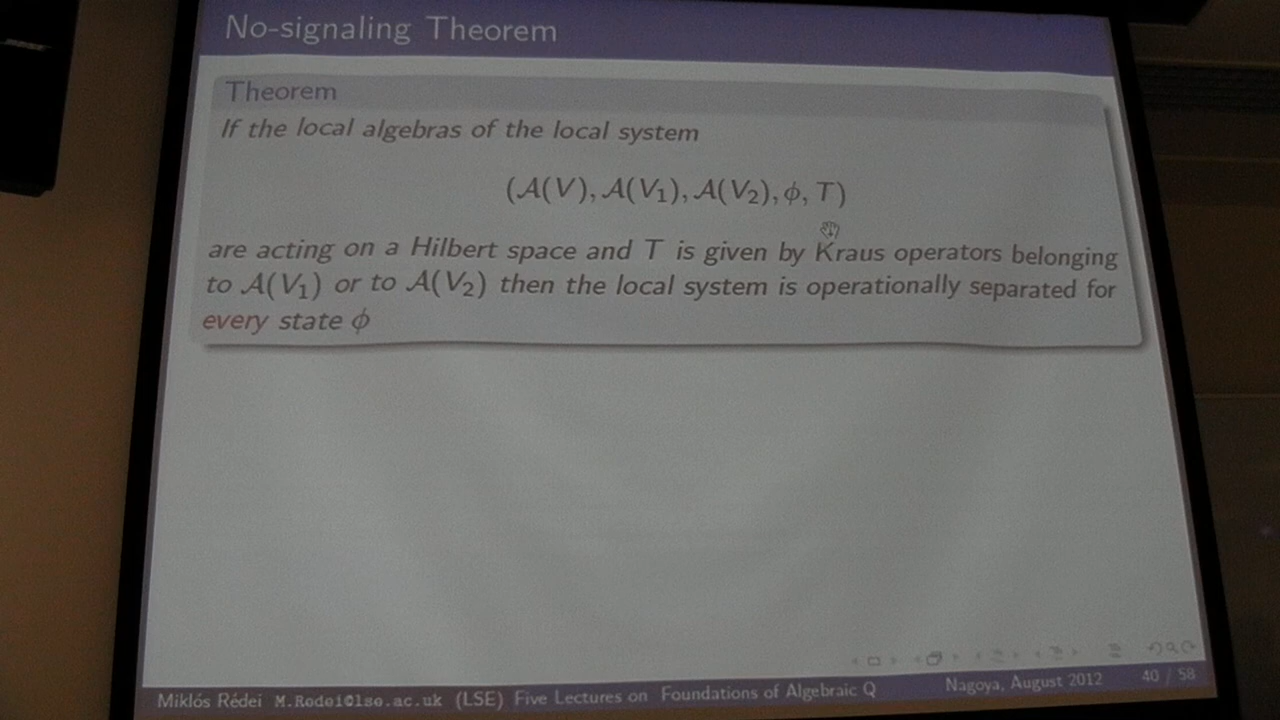 No-signaling Theorem
Theorem
If the local algebras of the local system
(𝒜(V), 𝒜(V₁), 𝒜(V₂), ϕ, T)
are acting on a Hilbert space and T is given by Kraus operators belonging
to 𝒜(V₁) or to 𝒜(V₂) then the local system is operationally separated for
every state ϕ
Miklós Rédei M.Redei@lse.ac.uk (LSE) Five Lectures on Foundations of Algebraic Q Nagoya, August 2012 40 / 58